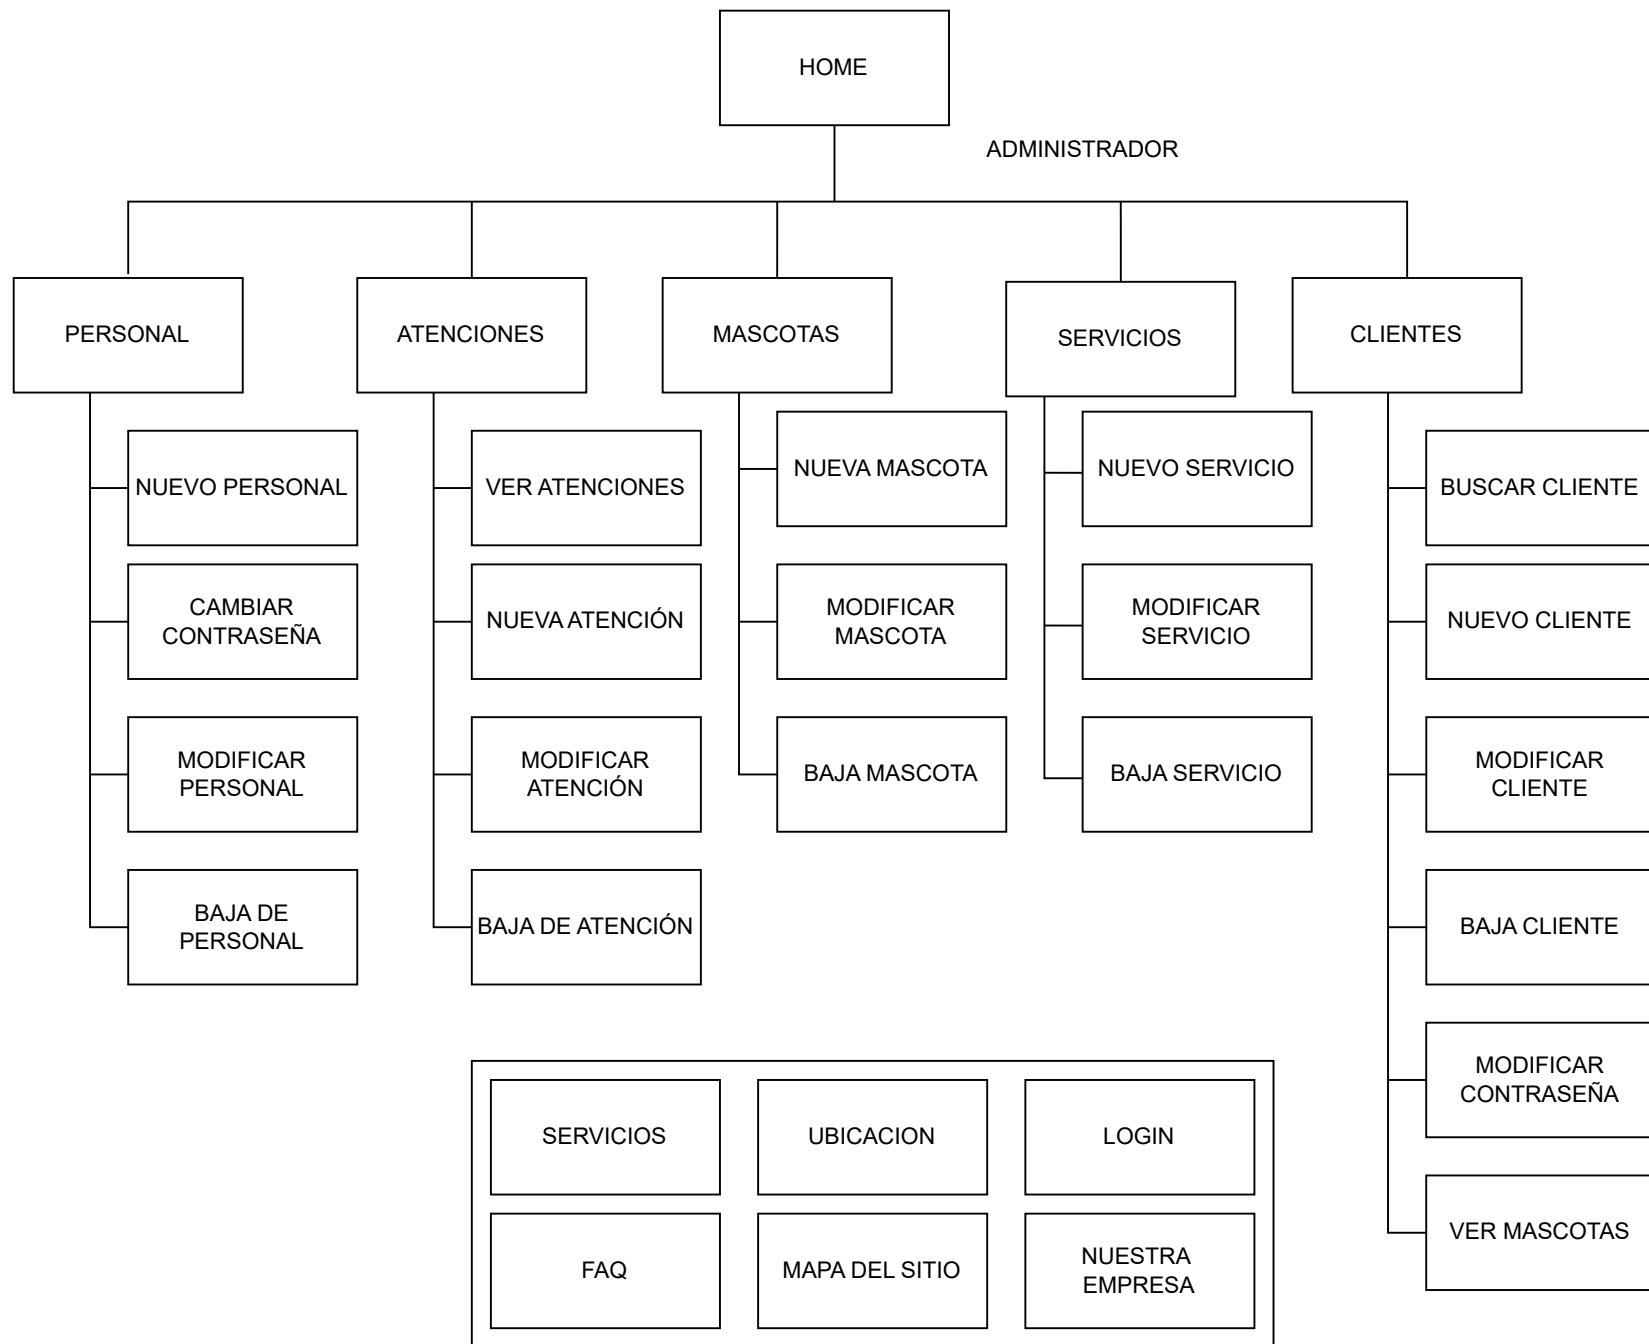 HOME
ADMINISTRADOR
PERSONAL
ATENCIONES
MASCOTAS
SERVICIOS
CLIENTES
NUEVO PERSONAL
CAMBIAR
CONTRASEÑA
MODIFICAR
PERSONAL
BAJA DE
PERSONAL
VER ATENCIONES
NUEVA ATENCIÓN
MODIFICAR
ATENCIÓN
BAJA DE ATENCIÓN
NUEVA MASCOTA
MODIFICAR
MASCOTA
BAJA MASCOTA
NUEVO SERVICIO
MODIFICAR
SERVICIO
BAJA SERVICIO
BUSCAR CLIENTE
NUEVO CLIENTE
MODIFICAR
CLIENTE
BAJA CLIENTE
MODIFICAR
CONTRASEÑA
VER MASCOTAS
SERVICIOS
UBICACION
LOGIN
FAQ
MAPA DEL SITIO
NUESTRA
EMPRESA